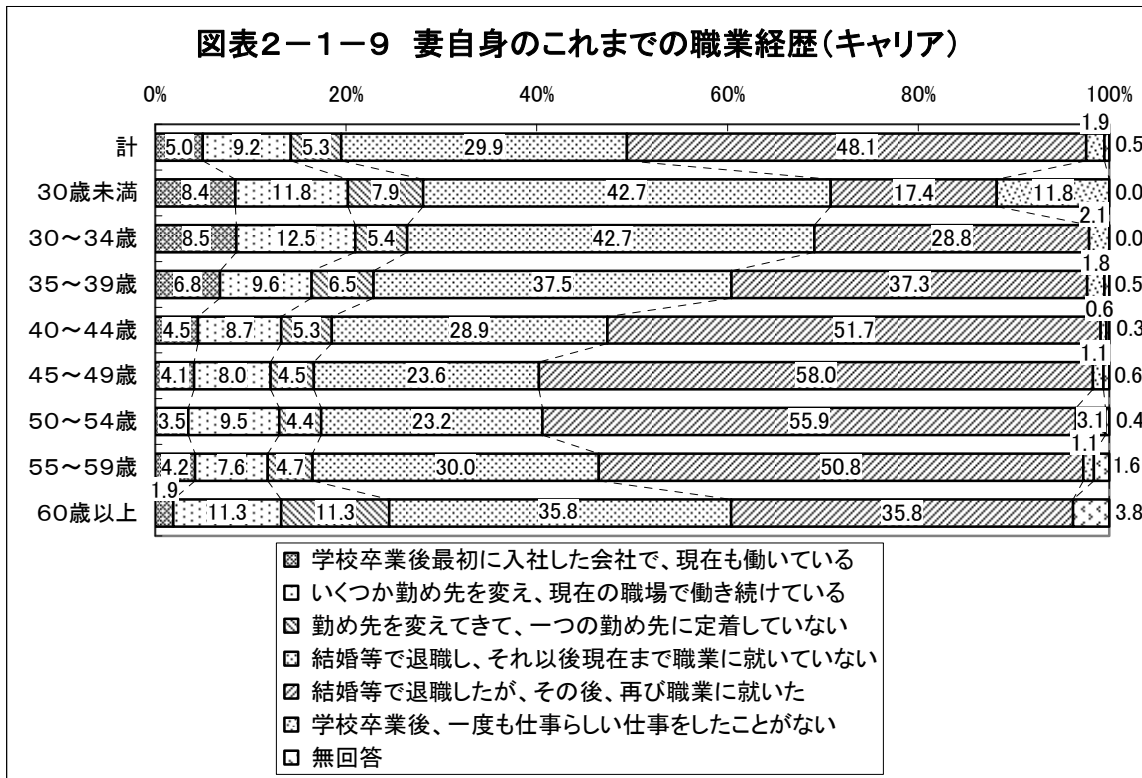 図表2-1-9 妻自身のこれまでの職業経歴(キャリア)
0% 20% 40% 60% 80% 100%
計 5.0 9.2 5.3 29.9 48.1 1.9 0.5
30歳未満 8.4 11.8 7.9 42.7 17.4 11.8 0.0
30~34歳 8.5 12.5 5.4 42.7 28.8 2.1 0.0
35~39歳 6.8 9.6 6.5 37.5 37.3 1.8 0.5
40~44歳 4.5 8.7 5.3 28.9 51.7 0.6 0.3
45~49歳 4.1 8.0 4.5 23.6 58.0 1.1 0.6
50~54歳 3.5 9.5 4.4 23.2 55.9 3.1 0.4
55~59歳 4.2 7.6 4.7 30.0 50.8 1.1 1.6
60歳以上 1.9 11.3 11.3 35.8 35.8 3.8
学校卒業後最初に入社した会社で、現在も働いている
いくつか勤め先を変え、現在の職場で働き続けている
勤め先を変えてきて、一つの勤め先に定着していない
結婚等で退職し、それ以後現在まで職業に就いていない
結婚等で退職したが、その後、再び職業に就いた
学校卒業後、一度も仕事らしい仕事をしたことがない
無回答